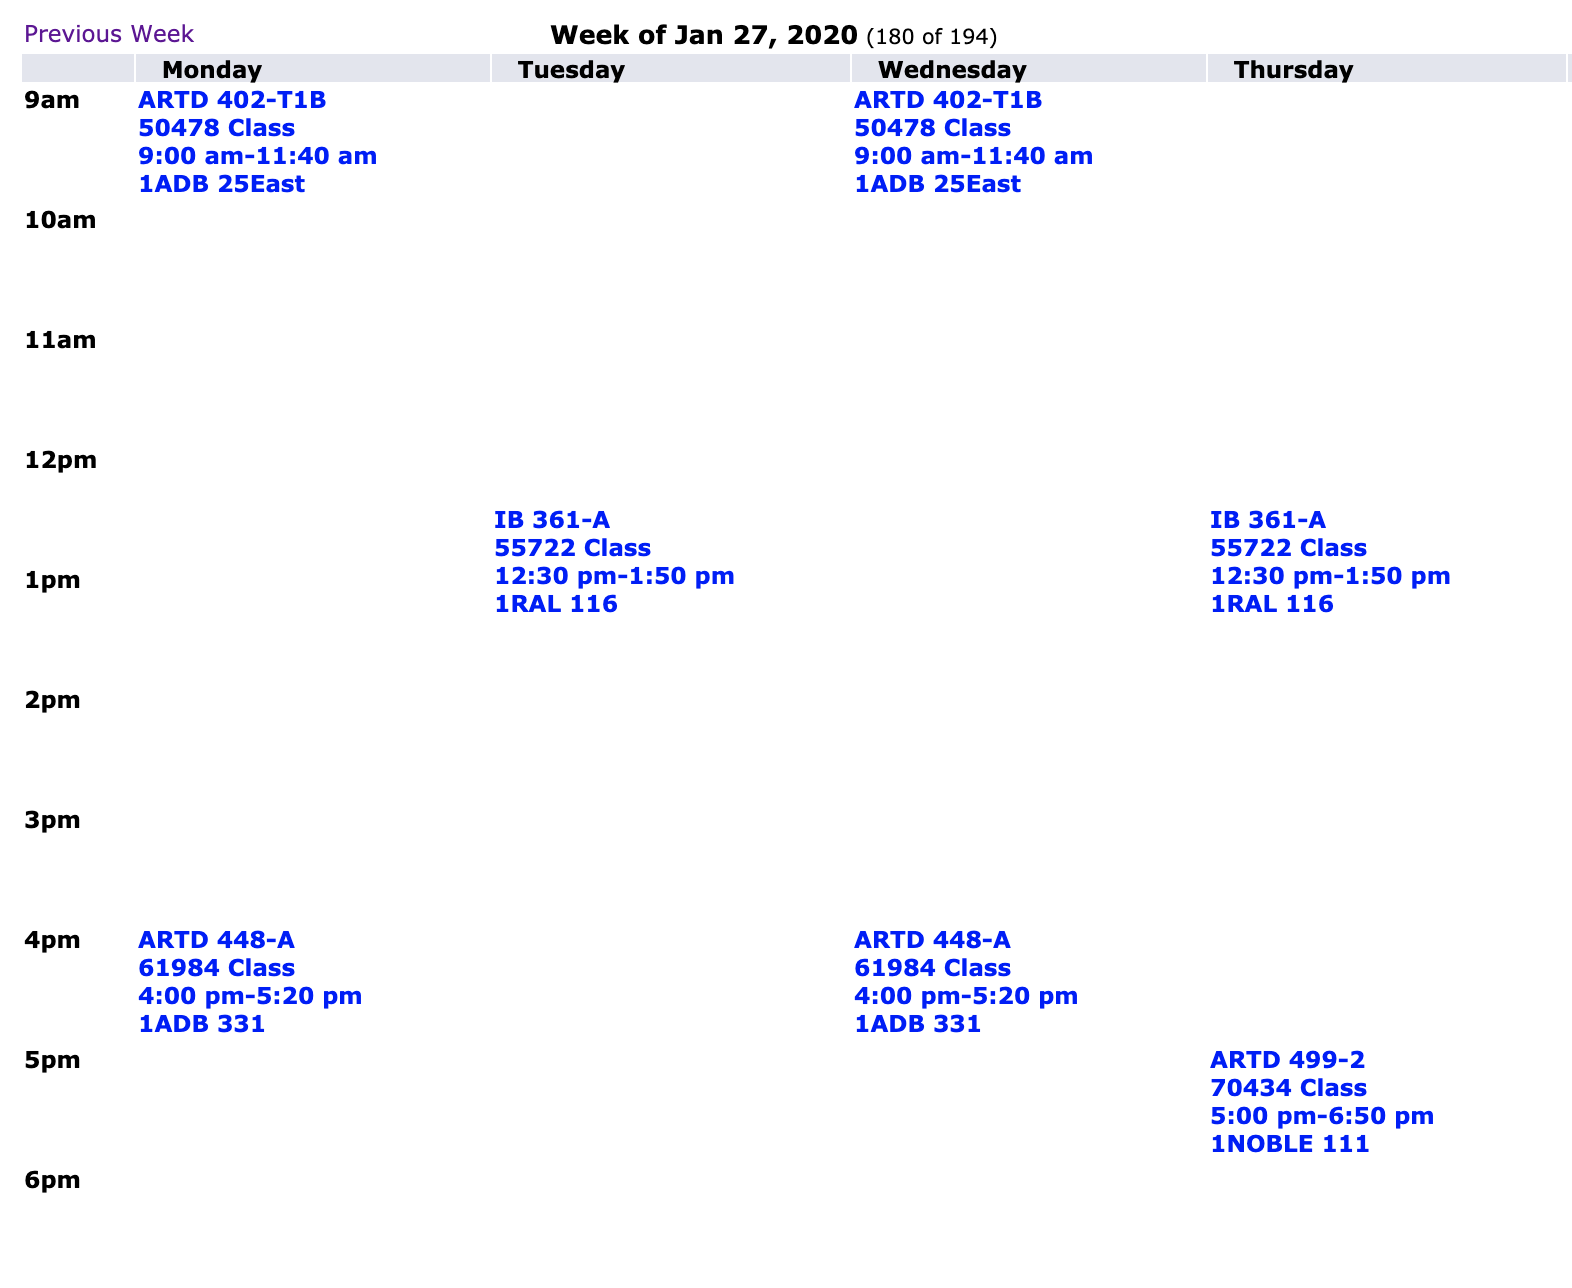 Previous Week
Week of Jan 27, 2020 (180 of 194)
Monday Tuesday Wednesday Thursday
9am
ARTD 402-T1B
50478 Class
9:00 am-11:40 am
1ADB 25East
ARTD 402-T1B
50478 Class
9:00 am-11:40 am
1ADB 25East
10am
11am
12pm
IB 361-A
55722 Class
12:30 pm-1:50 pm
1RAL 116
IB 361-A
55722 Class
12:30 pm-1:50 pm
1RAL 116
1pm
2pm
3pm
4pm
ARTD 448-A
61984 Class
4:00 pm-5:20 pm
1ADB 331
ARTD 448-A
61984 Class
4:00 pm-5:20 pm
1ADB 331
5pm
ARTD 499-2
70434 Class
5:00 pm-6:50 pm
1NOBLE 111
6pm